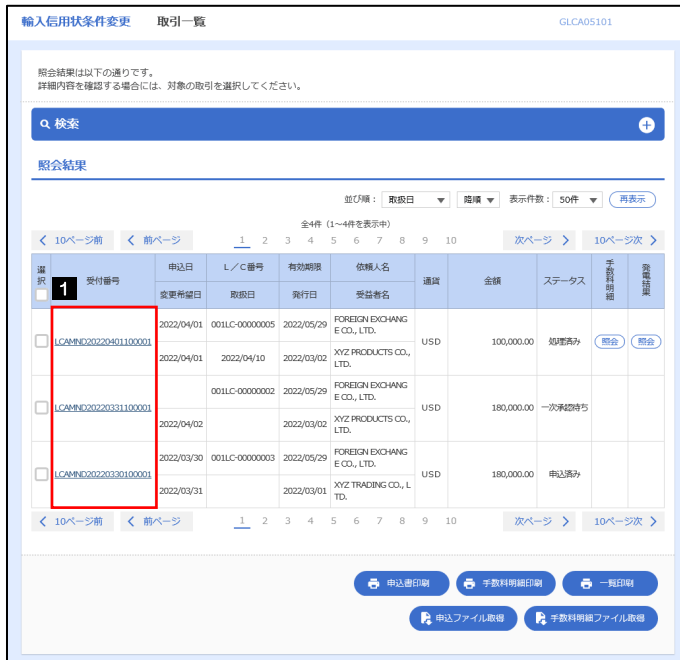 輸入信用状条件変更 取引一覧 GLCA05101
照会結果は以下の通りです。
詳細内容を確認する場合には、対象の取引を選択してください。
検索
照会結果
並び順： 取扱日 降順 表示件数： 50件 再表示
全4件（1～4件を表示中）
10ページ前 前ページ 1 2 3 4 5 6 7 8 9 10 次ページ 10ページ次
選択 受付番号 申込日 L／C番号 有効期限 依頼人名 通貨 金額 ステータス 手数料明細 発電結果
変更希望日 取扱日 発行日 受益者名
1
2022/04/01 001LC-00000005 2022/05/29 FOREIGN EXCHANG
E CO., LTD.
LCAMND20220401100001 USD 100,000.00 処理済み 照会 照会
2022/04/01 2022/04/10 2022/03/02 XYZ PRODUCTS CO.,
LTD.
001LC-00000002 2022/05/29 FOREIGN EXCHANG
E CO., LTD.
LCAMND20220331100001 USD 180,000.00 一次承認待ち
2022/04/02 2022/03/02 XYZ PRODUCTS CO.,
LTD.
2022/03/30 001LC-00000003 2022/05/29 FOREIGN EXCHANG
E CO., LTD.
LCAMND20220330100001 USD 180,000.00 申込済み
2022/03/31 2022/03/01 XYZ TRADING CO., L
TD.
10ページ前 前ページ 1 2 3 4 5 6 7 8 9 10 次ページ 10ページ次
申込書印刷 手数料明細印刷 一覧印刷
申込ファイル取得 手数料明細ファイル取得